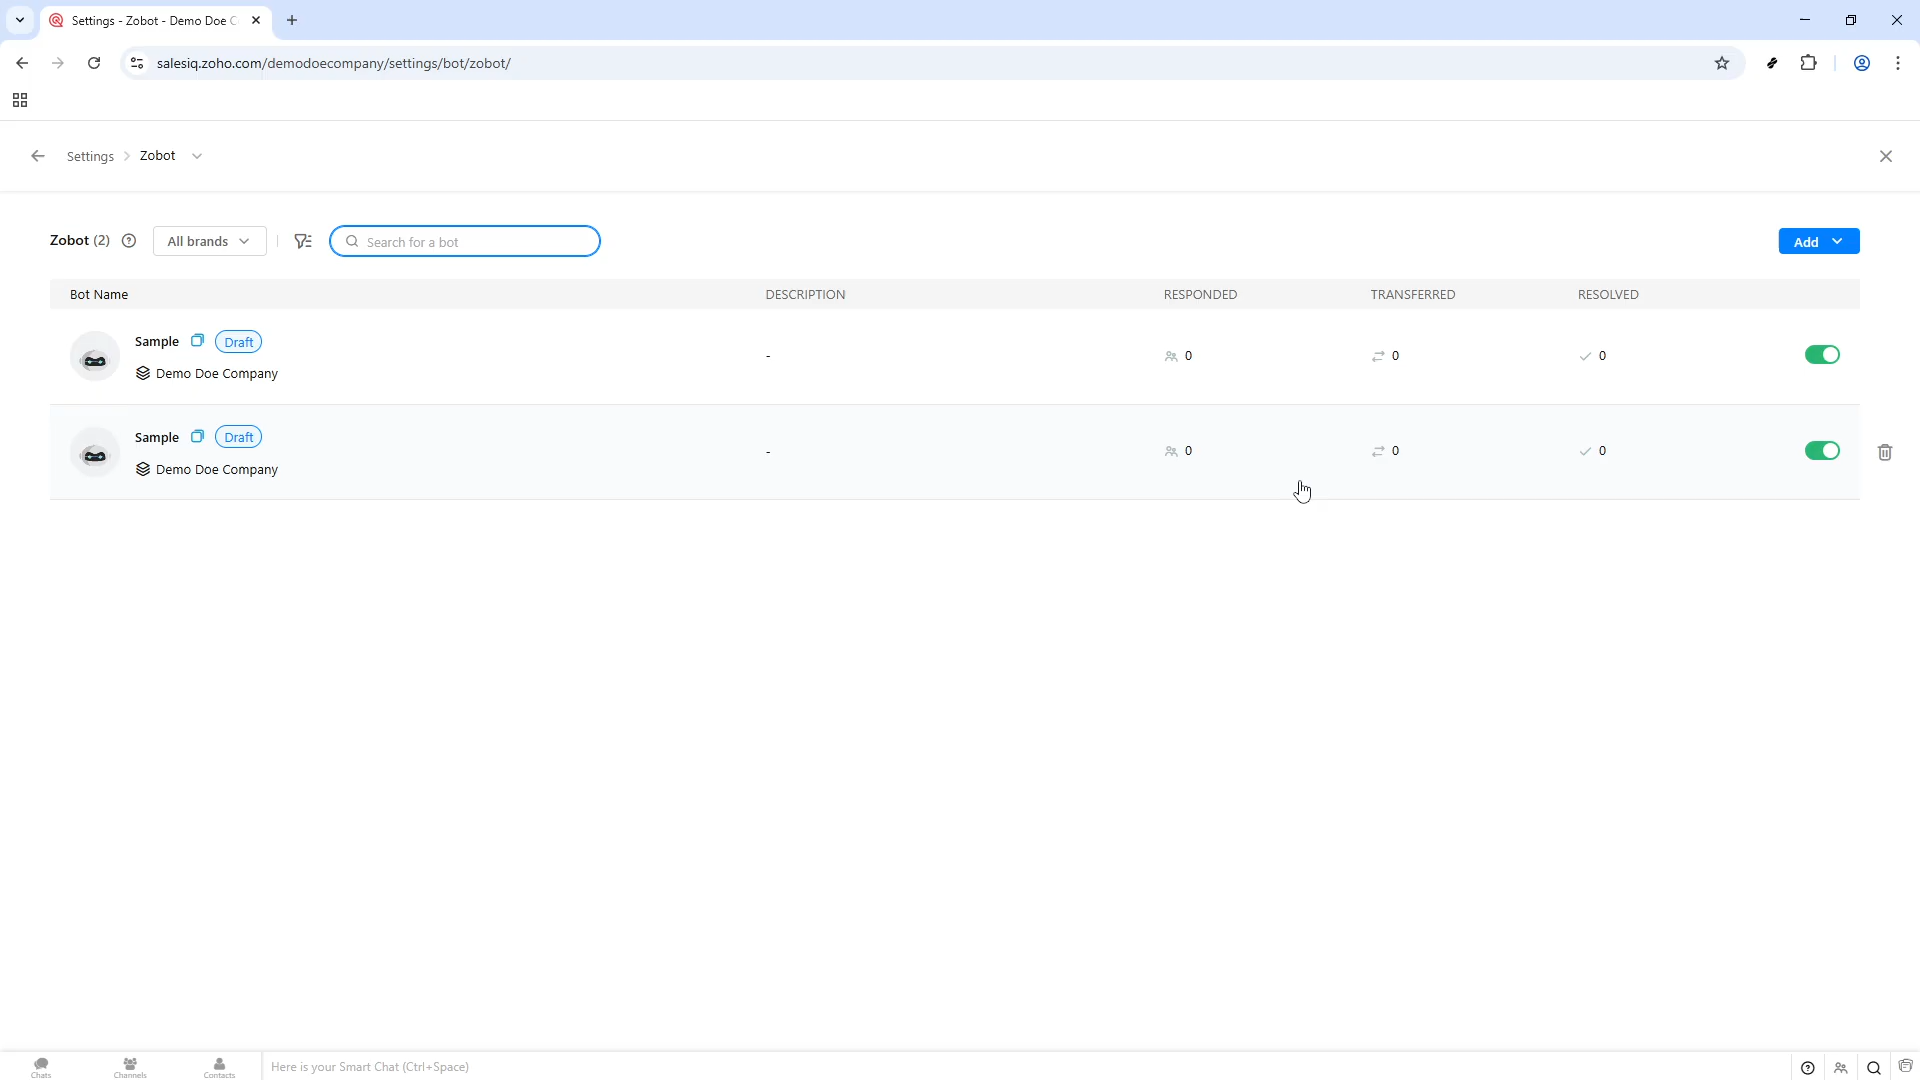 Settings - Zobot - Demo Doe C
salesiq.zoho.com/demodoecompany/settings/bot/zobot/
Settings > Zobot
Zobot (2) All brands Search for a bot Add
Bot Name DESCRIPTION RESPONDED TRANSFERRED RESOLVED
Sample Draft
Demo Doe Company
- 0 0 0
Sample Draft
Demo Doe Company
- 0 0 0
Chats Channels Contacts Here is your Smart Chat (Ctrl+Space)